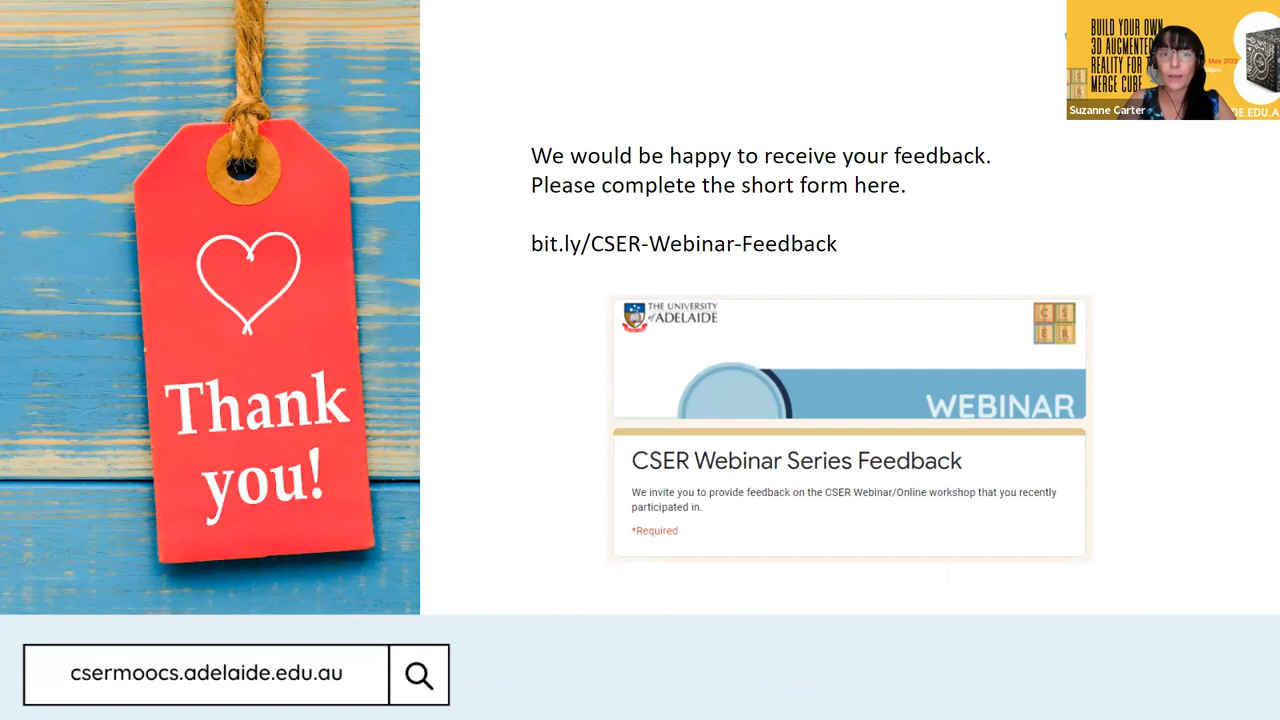 BUILD YOUR OWN
3D AUGMENTED
REALITY FOR
MERGE CUBE
May 2022
Suzanne Carter
We would be happy to receive your feedback.
Please complete the short form here.
bit.ly/CSER-Webinar-Feedback
THE UNIVERSITY
of ADELAIDE
C S
E R
WEBINAR
CSER Webinar Series Feedback
We invite you to provide feedback on the CSER Webinar/Online workshop that you recently
participated in.
*Required
Thank
you!
csermoocs.adelaide.edu.au